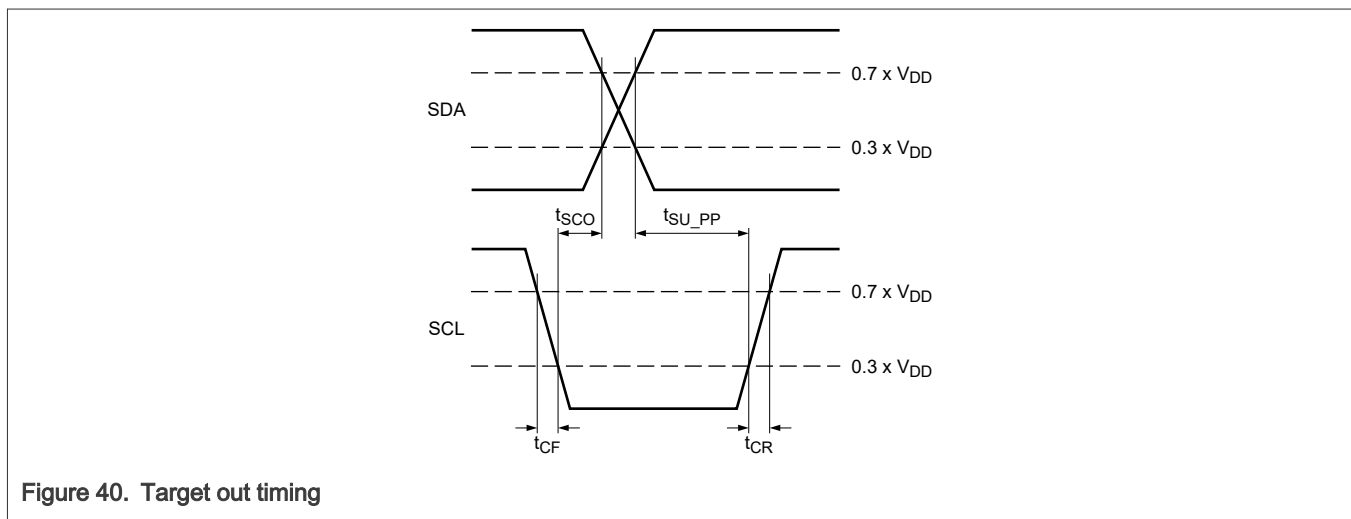 0.7 x VDD
SDA
0.3 x VDD
tSCO
tSU_PP
0.7 x VDD
SCL
0.3 x VDD
tCF
tCR
Figure 40. Target out timing